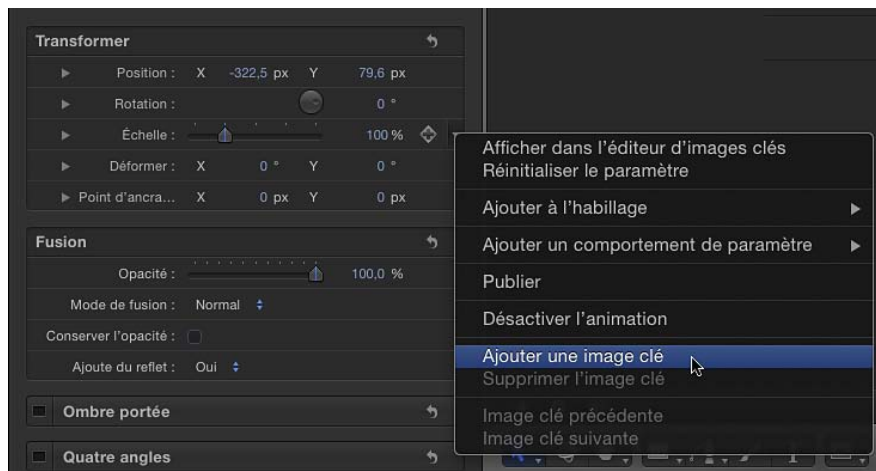 Transformer
Position : X -322,5 px Y 79,6 px
Rotation : 0 °
Échelle : 100 %
Déformer : X 0 ° Y 0 °
Point d'ancra... X 0 px Y 0 px
Fusion
Opacité : 100,0 %
Mode de fusion : Normal
Conserver l'opacité :
Ajoute du reflet : Oui
Ombre portée
Quatre angles
Afficher dans l'éditeur d'images clés
Réinitialiser le paramètre
Ajouter à l'habillage
Ajouter un comportement de paramètre
Publier
Désactiver l'animation
Ajouter une image clé
Supprimer l'image clé
Image clé précédente
Image clé suivante